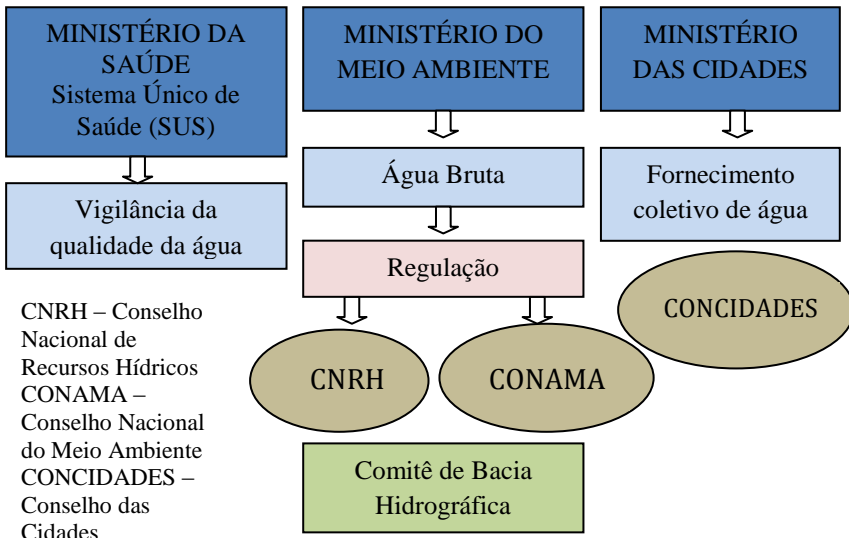 MINISTÉRIO DA
SAÚDE
Sistema Único de
Saúde (SUS)
Vigilância da
qualidade da água
MINISTÉRIO DO
MEIO AMBIENTE
Água Bruta
Regulação
CNRH
CONAMA
Comitê de Bacia
Hidrográfica
MINISTÉRIO
DAS CIDADES
Fornecimento
coletivo de água
CONCIDADES
CNRH – Conselho
Nacional de
Recursos Hídricos
CONAMA –
Conselho Nacional
do Meio Ambiente
CONCIDADES –
Conselho das
Cidades